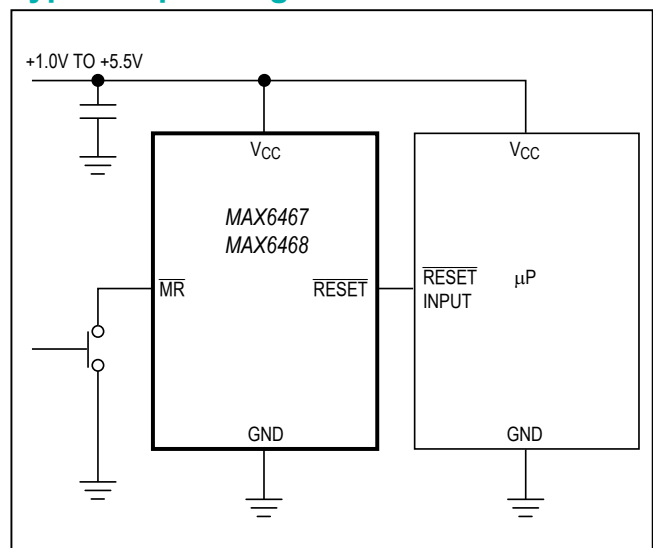 +1.0V TO +5.5V
VCC
MAX6467
MAX6468
MR
RESET
GND
VCC
RESET
INPUT
μP
GND